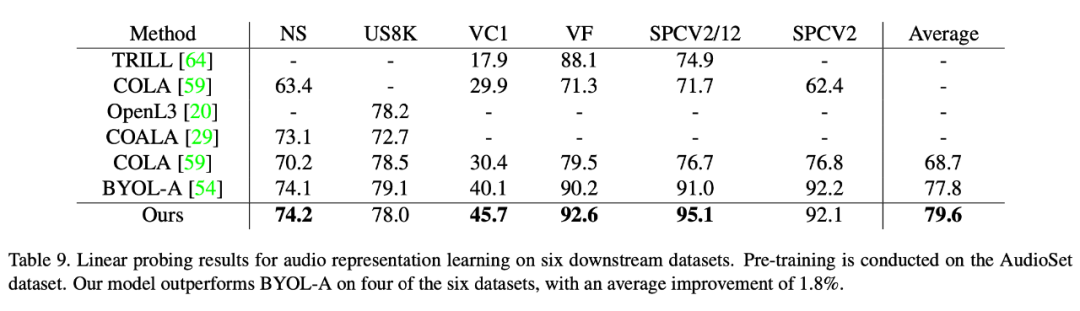 Method NS US8K VC1 VF SPCV2/12 SPCV2 Average
TRILL [64] - - 17.9 88.1 74.9 - -
COLA [59] 63.4 - 29.9 71.3 71.7 62.4 -
OpenL3 [20] - 78.2 - - - - -
COALA [29] 73.1 72.7 - - - - -
COLA [59] 70.2 78.5 30.4 79.5 76.7 76.8 68.7
BYOL-A [54] 74.1 79.1 40.1 90.2 91.0 92.2 77.8
Ours 74.2 78.0 45.7 92.6 95.1 92.1 79.6
Table 9. Linear probing results for audio representation learning on six downstream datasets. Pre-training is conducted on the AudioSet
dataset. Our model outperforms BYOL-A on four of the six datasets, with an average improvement of 1.8%.